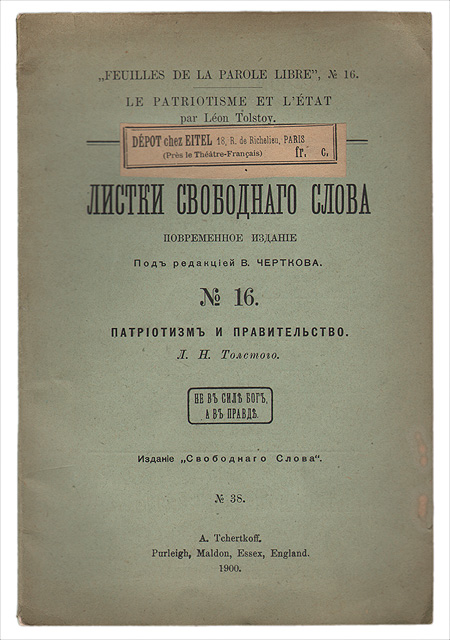 „FEUILLES DE LA PAROLE LIBRE", № 16.
LE PATRIOTISME ET L'ÉTAT
par Léon Tolstoy.
DÉPOT chez EITEL 18, R. de Richelieu, PARIS
(Près le Théâtre-Français) fr. c.
ЛИСТКИ СВОБОДНАГО СЛОВА
ПОВРЕМЕННОЕ ИЗДАНІЕ
Подъ редакціей В. ЧЕРТКОВА.
№ 16.
ПАТРІОТИЗМЪ И ПРАВИТЕЛЬСТВО.
Л. Н. Толстого.
НЕ ВЪ СИЛѢ БОГЪ,
А ВЪ ПРАВДѢ.
Изданіе „Свободнаго Слова".
№ 38.
A. Tchertkoff,
Purleigh, Maldon, Essex, England.
1900.